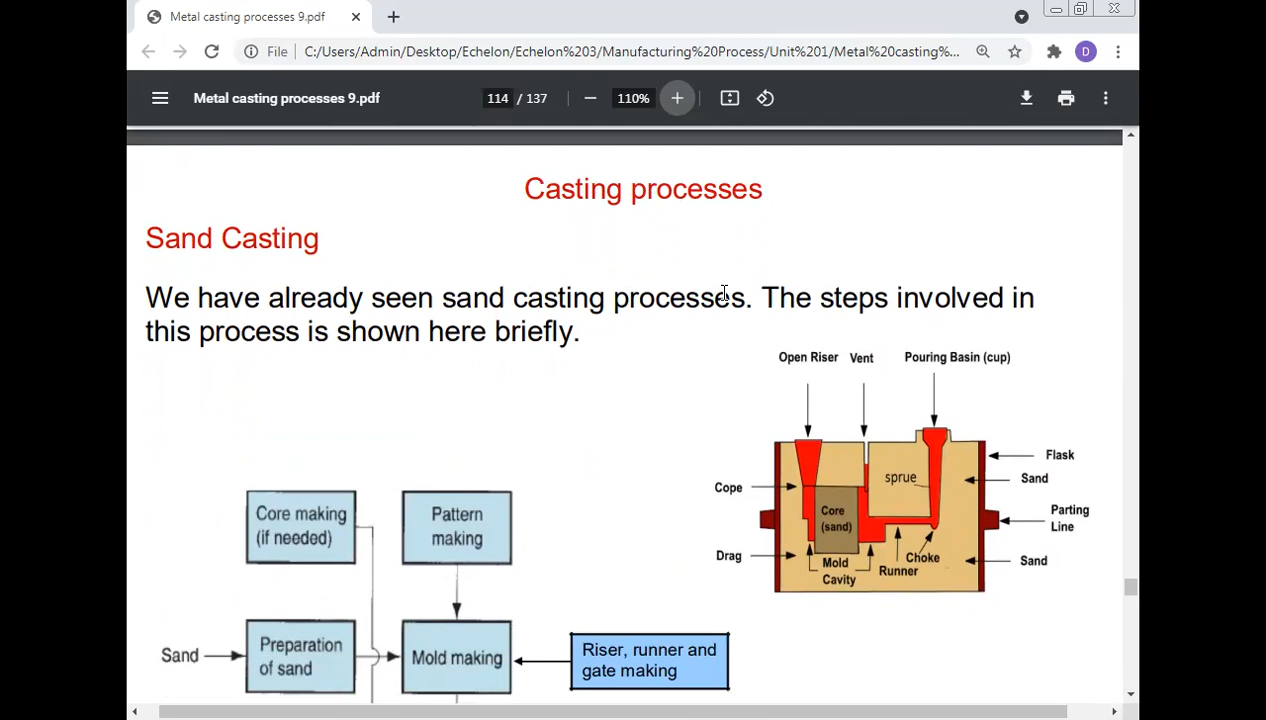 Metal casting processes 9.pdf
File C:/Users/Admin/Desktop/Echelon/Echelon%203/Manufacturing%20Process/Unit%201/Metal%20casting%...
D
Metal casting processes 9.pdf 114 / 137 110%
Casting processes
Sand Casting
We have already seen sand casting processes. The steps involved in
this process is shown here briefly.
Open Riser Vent Pouring Basin (cup)
Flask
sprue Sand
Cope
Core
(sand)
Parting
Line
Drag
Mold
Cavity
Runner
Choke
Sand
Core making
(if needed)
Pattern
making
Sand
Preparation
of sand
Mold making
Riser, runner and
gate making